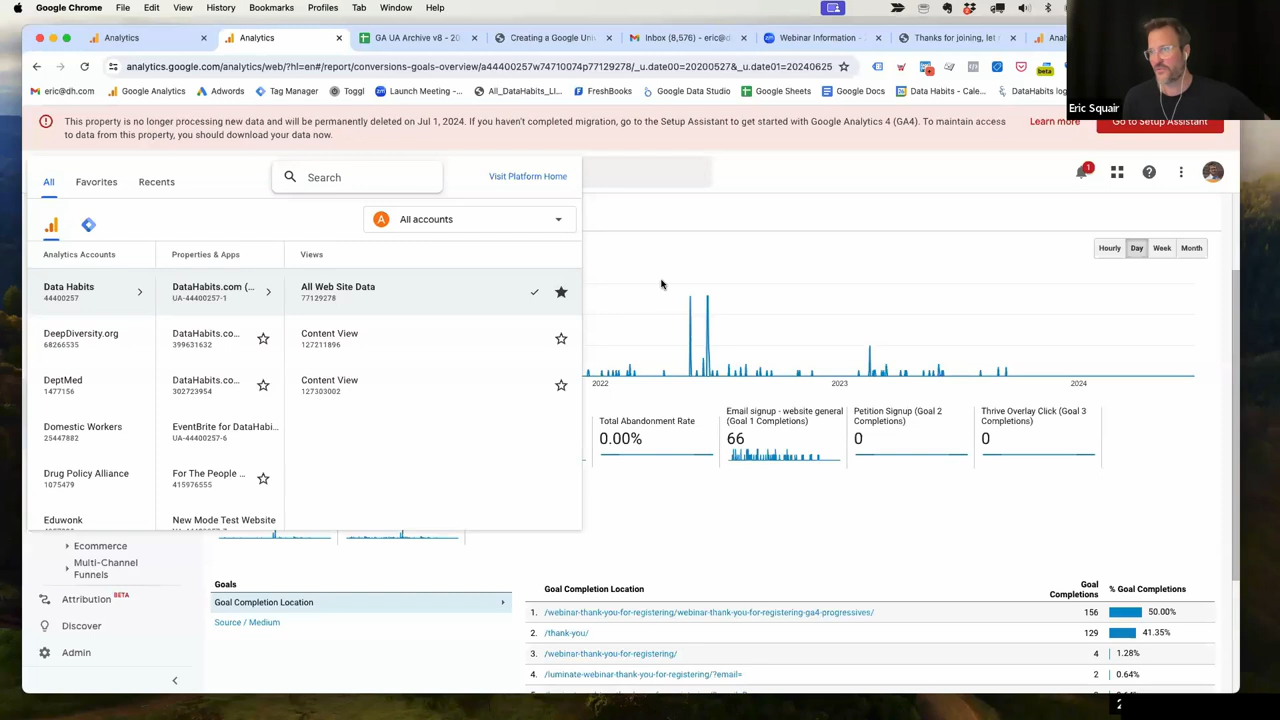 Google Chrome File Edit View History Bookmarks Profiles Tab Window Help
Analytics
Analytics
GA UA Archive v8 - 20
Creating a Google Uni
Inbox (8,576) - eric@d
Webinar Information -
Thanks for joining, let
Ana
analytics.google.com/analytics/web/?hl=en#/report/conversions-goals-overview/a44400257w74710074p77129278/_u.date00=20200527&_u.date01=20240625
beta
eric@dh.com
Google Analytics
Adwords
Tag Manager
Toggl
Launch Meeting -...
All_DataHabits_LI...
FreshBooks
Google Data Studio
Google Sheets
Google Docs
Data Habits - Cale...
DataHabits log
Eric Squair
This property is no longer processing new data and will be permanently deleted on Jul 1, 2024. If you haven't completed migration, go to the Setup Assistant to get started with Google Analytics 4 (GA4). To maintain access
to data from this property, you should download your data now.
Learn more
Go to Setup Assistant
All
Favorites
Recents
Search
Visit Platform Home
1
A All accounts
Analytics Accounts
Properties & Apps
Views
Hourly Day Week Month
Data Habits
44400257
DataHabits.com (...
UA-44400257-1
All Web Site Data
77129278
DeepDiversity.org
68266535
DataHabits.co...
399631632
Content View
127211896
DeptMed
1477156
DataHabits.co...
302723954
Content View
127303002
Domestic Workers
25447882
EventBrite for DataHabi...
UA-44400257-6
Drug Policy Alliance
1075479
For The People ...
415976555
Eduwonk
New Mode Test Website
2022
2023
2024
Total Abandonment Rate
0.00%
Email signup - website general
(Goal 1 Completions)
66
Petition Signup (Goal 2
Completions)
0
Thrive Overlay Click (Goal 3
Completions)
0
Ecommerce
Multi-Channel
Funnels
Attribution BETA
Discover
Admin
Goals
Goal Completion Location
Source / Medium
Goal Completion Location
Goal
Completions
% Goal Completions
1. /webinar-thank-you-for-registering/webinar-thank-you-for-registering-ga4-progressives/ 156 50.00%
2. /thank-you/ 129 41.35%
3. /webinar-thank-you-for-registering/ 4 1.28%
4. /luminate-webinar-thank-you-for-registering/?email= 2 0.64%